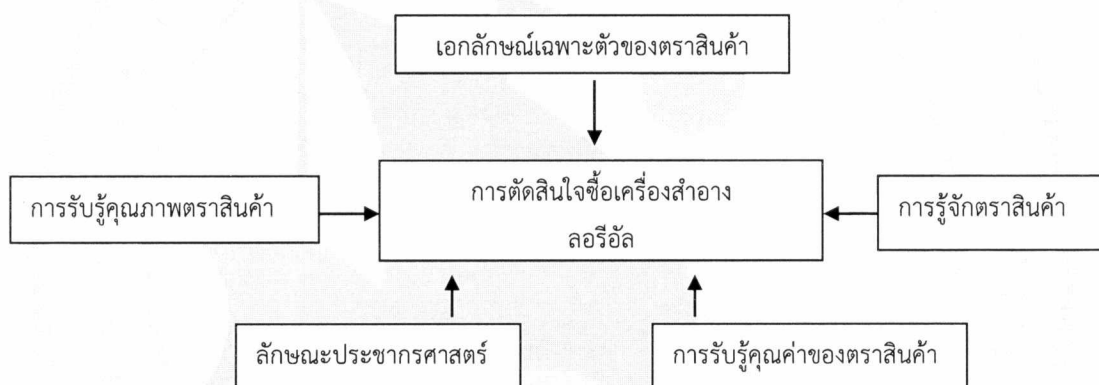 เอกลักษณ์เฉพาะตัวของตราสินค้า
การรับรู้คุณภาพตราสินค้า
การตัดสินใจซื้อเครื่องสำอาง
ลอรีอัล
การรู้จักตราสินค้า
ลักษณะประชากรศาสตร์
การรับรู้คุณค่าของตราสินค้า